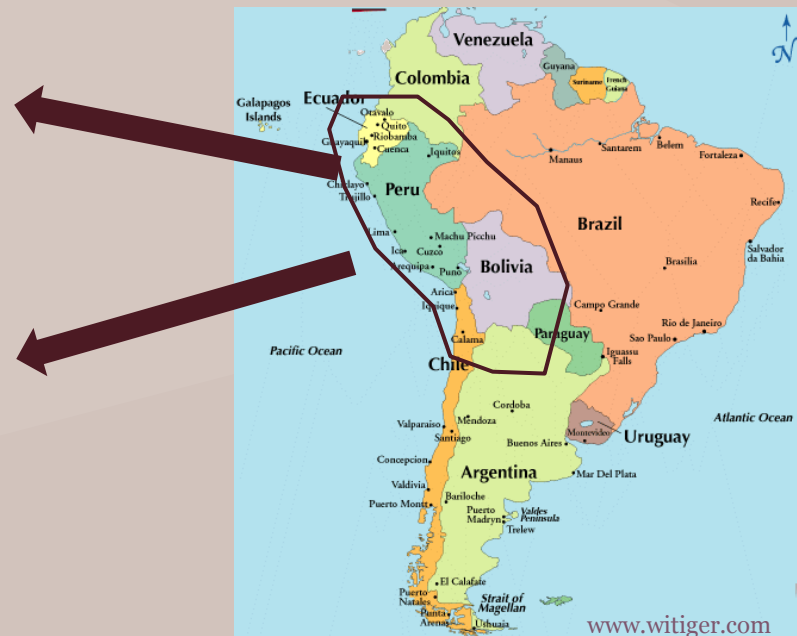 Venezuela
Guyana
Suriname
French
Guiana
Colombia
N
Galapagos
Islands
Ecuador
Otavalo
Quito
Riobamba
Guayaquil
Cuenca
Iquitos
Manaus
Santarem
Belem
Fortaleza
Chiclayo
Trujillo
Peru
Brazil
Recife
Lima
Machu Picchu
Ica
Cuzco
Arequipa
Puno
Bolivia
Salvador
da Bahia
Brasília
Arica
Iquique
Campo Grande
Calama
Paraguay
Rio de Janeiro
Sao Paulo
Iguassu
Falls
Pacific Ocean
Chile
Cordoba
Mendoza
Valparaiso
Santiago
Montevideo
Uruguay
Atlantic Ocean
Buenos Aires
Concepcion
Argentina
Mar Del Plata
Valdivia
Bariloche
Puerto Montt
Puerto
Madryn
Valdes
Peninsula
Trelew
El Calafate
Puerto
Natales
Strait of
Magellan
Punta
Arenas
Ushuaia
www.witiger.com